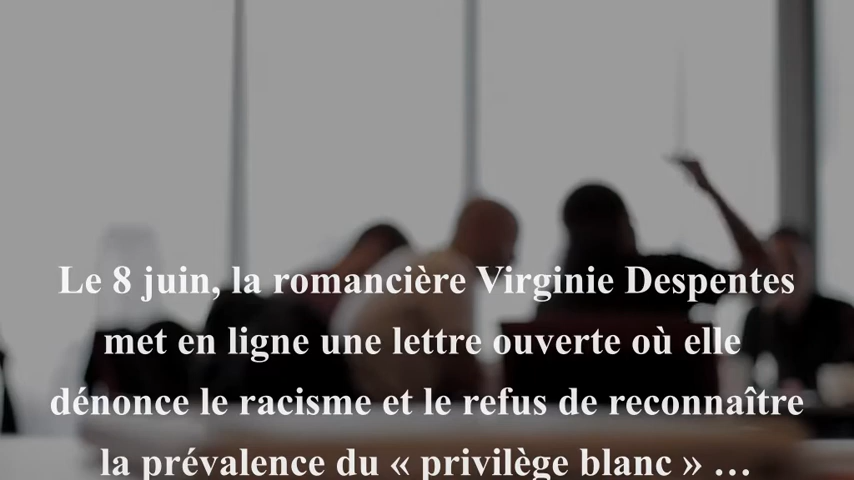 Le 8 juin, la romancière Virginie Despentes
met en ligne une lettre ouverte où elle
dénonce le racisme et le refus de reconnaître
la prévalence du « privilège blanc » …